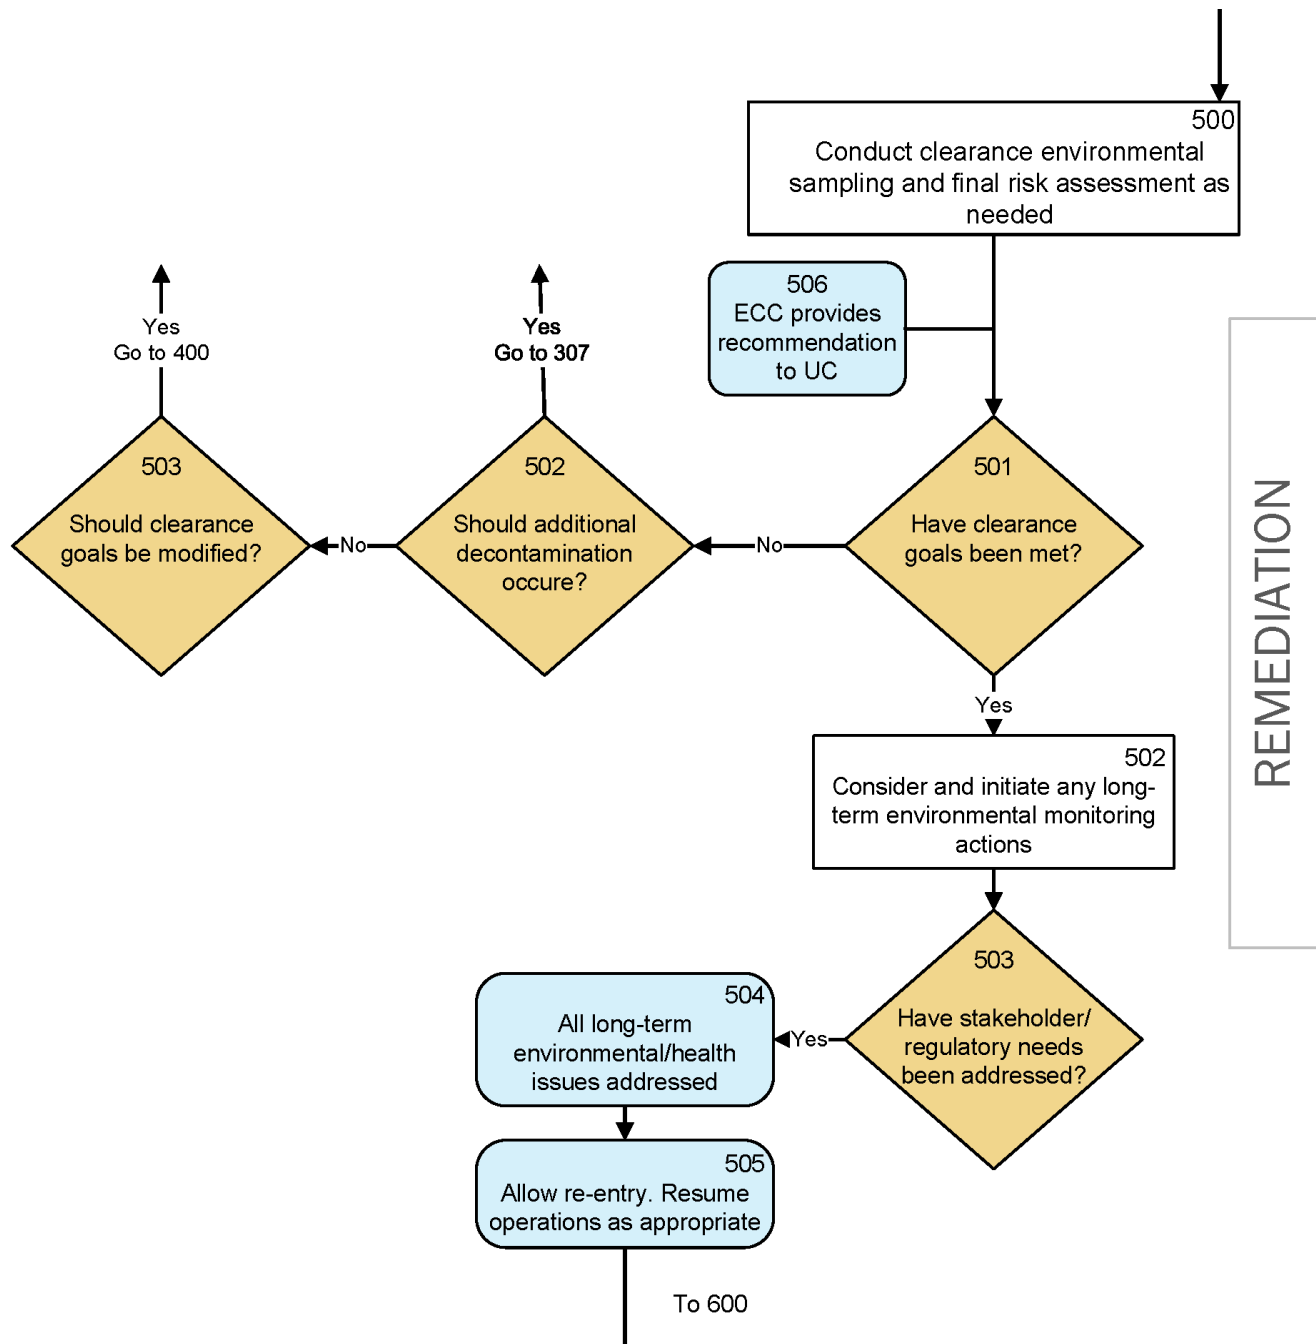 500
Conduct clearance environmental
sampling and final risk assessment as
needed
506
ECC provides
recommendation
to UC
Yes
Go to 400
Yes
Go to 307
503
Should clearance
goals be modified?
No
502
Should additional
decontamination
occure?
No
501
Have clearance
goals been met?
REMEDIATION
Yes
502
Consider and initiate any long-
term environmental monitoring
actions
503
Have stakeholder/
regulatory needs
been addressed?
Yes
504
All long-term
environmental/health
issues addressed
505
Allow re-entry. Resume
operations as appropriate
To 600